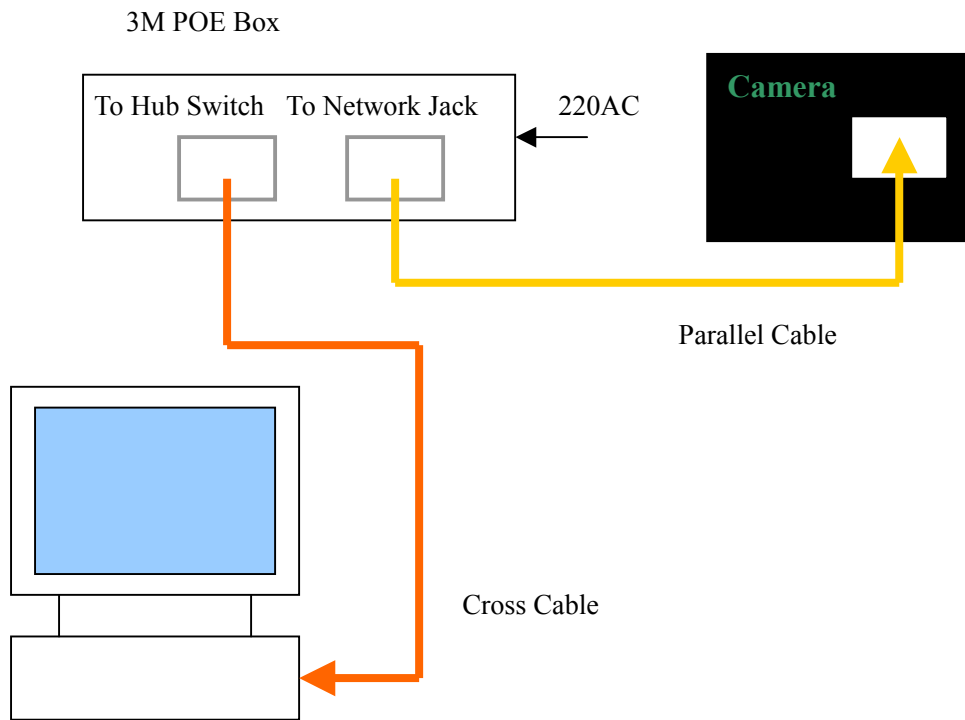 3M POE Box
To Hub Switch
To Network Jack
220AC
Camera
Parallel Cable
Cross Cable